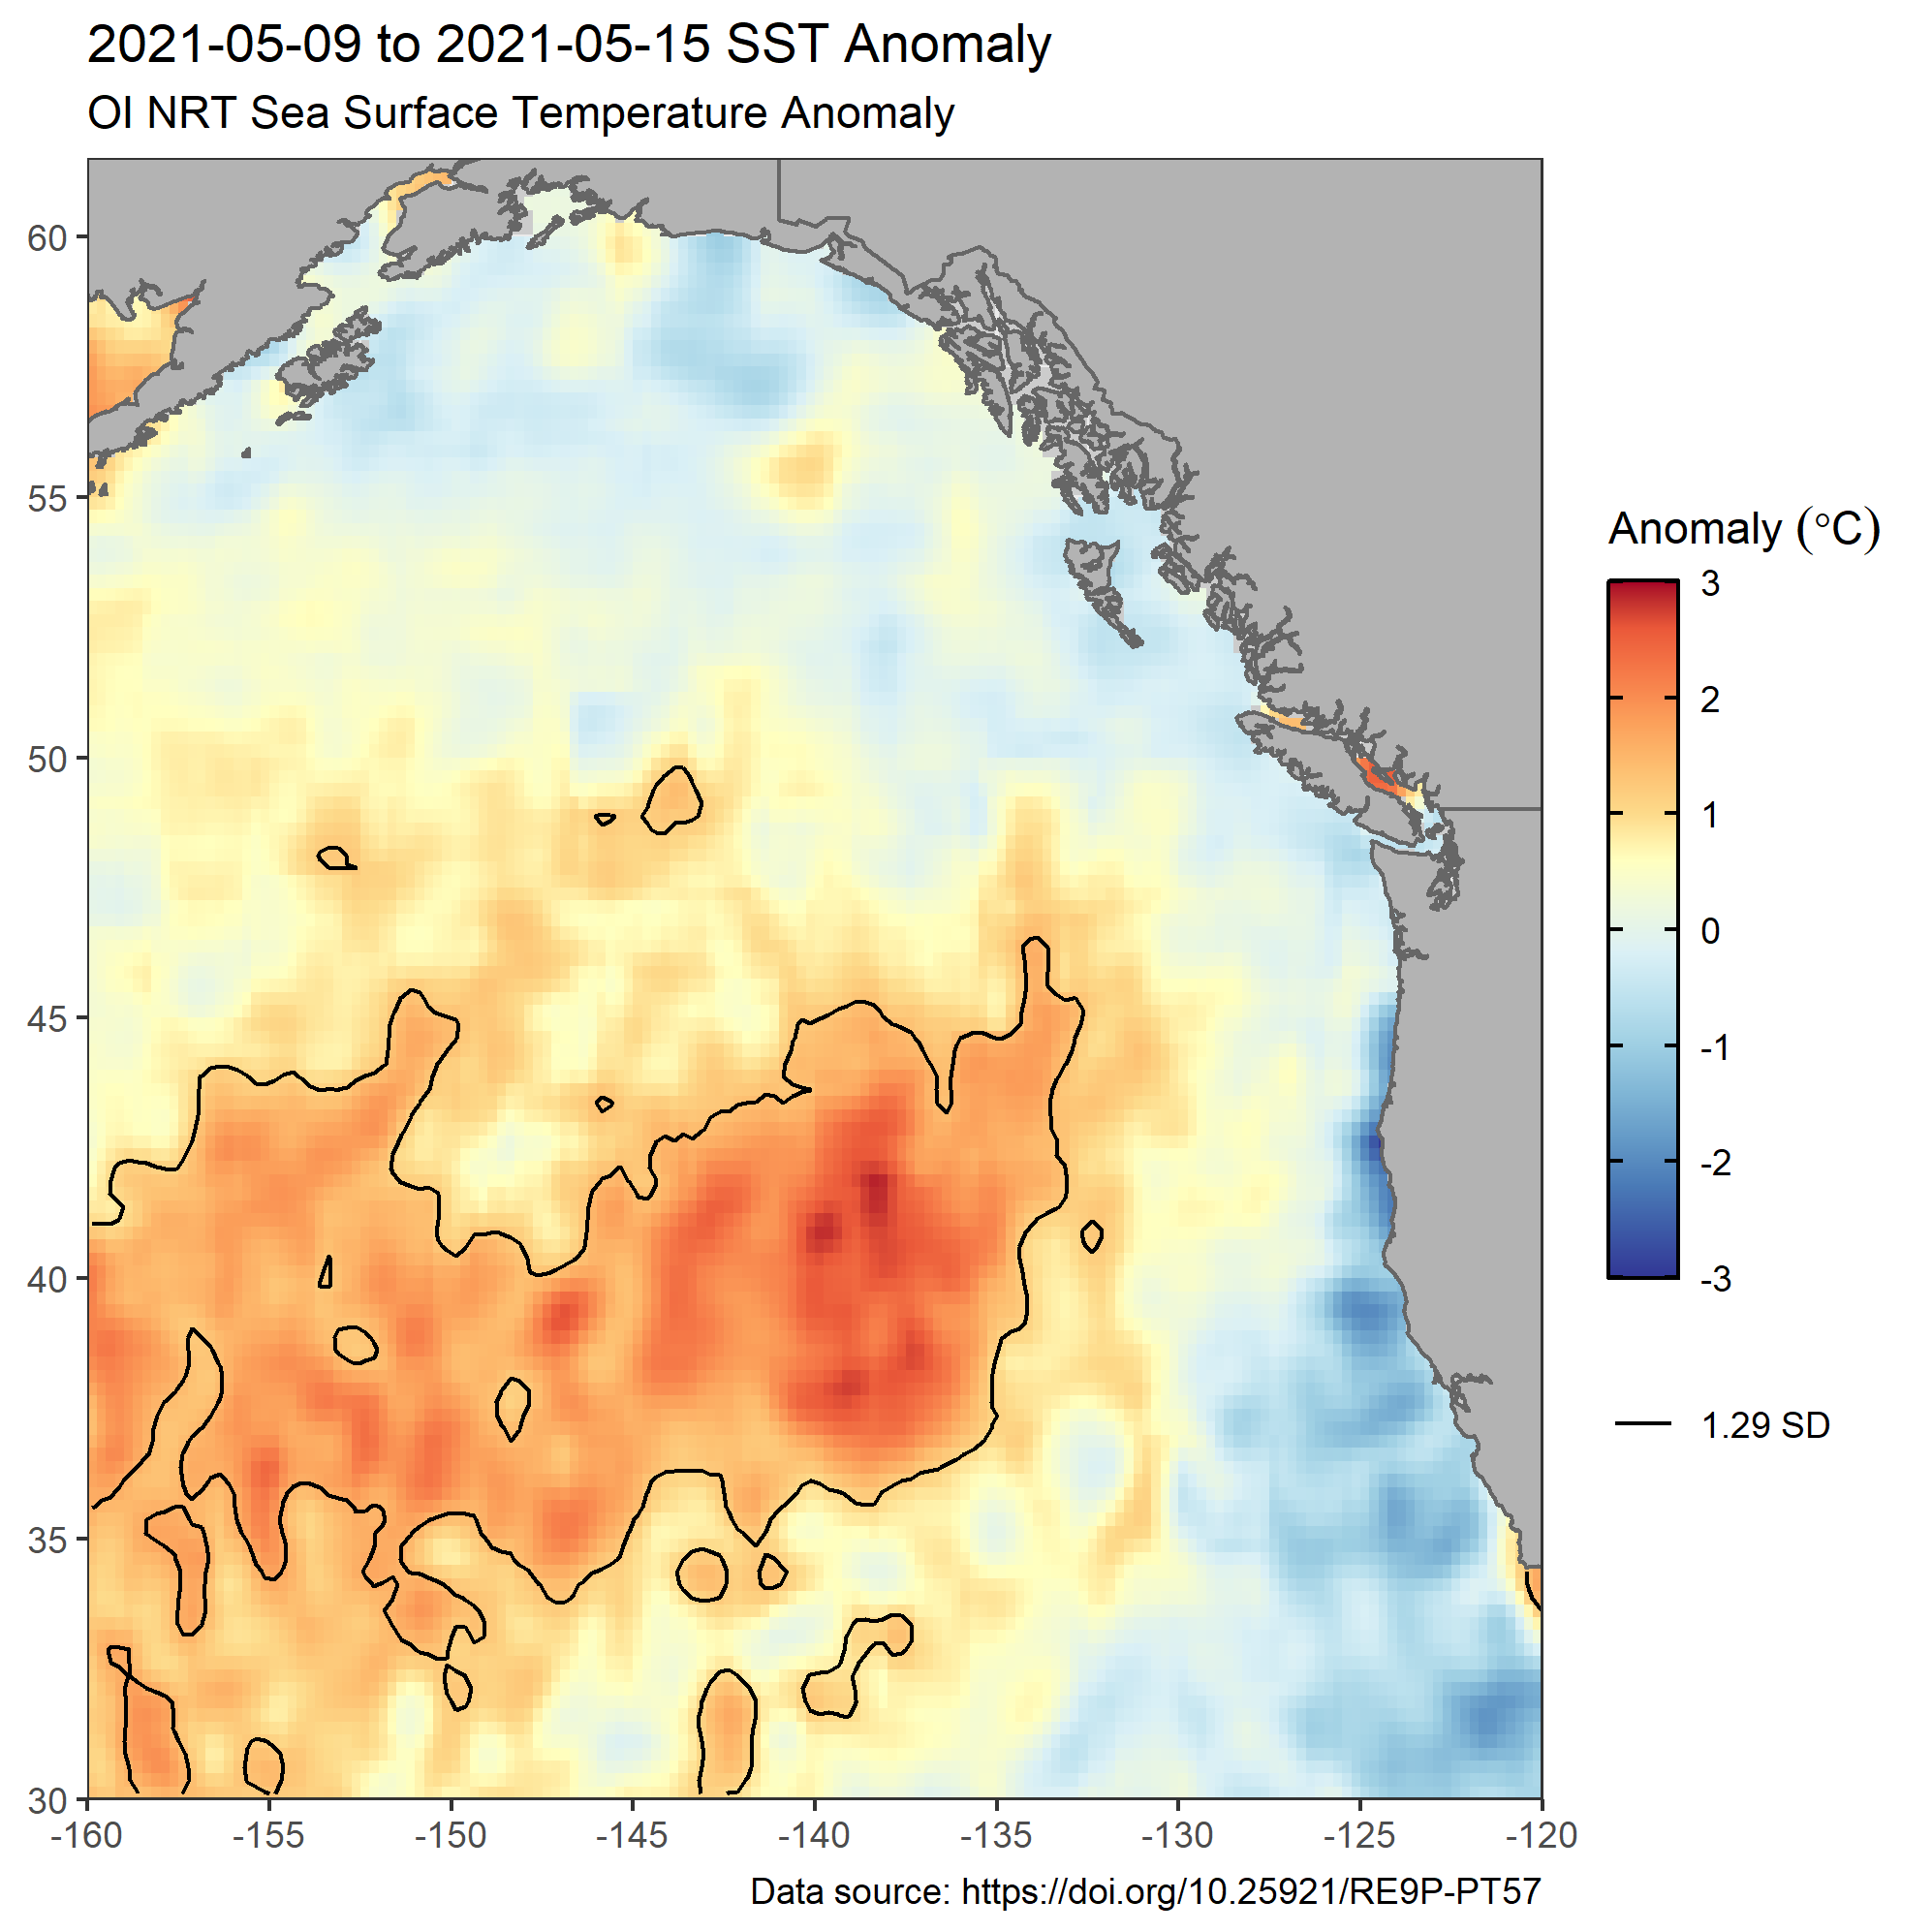 2021-05-09 to 2021-05-15 SST Anomaly
OI NRT Sea Surface Temperature Anomaly
60
55
50
45
40
35
30
-160 -155 -150 -145 -140 -135 -130 -125 -120
Anomaly (°C)
3
2
1
0
-1
-2
-3
1.29 SD
Data source: https://doi.org/10.25921/RE9P-PT57